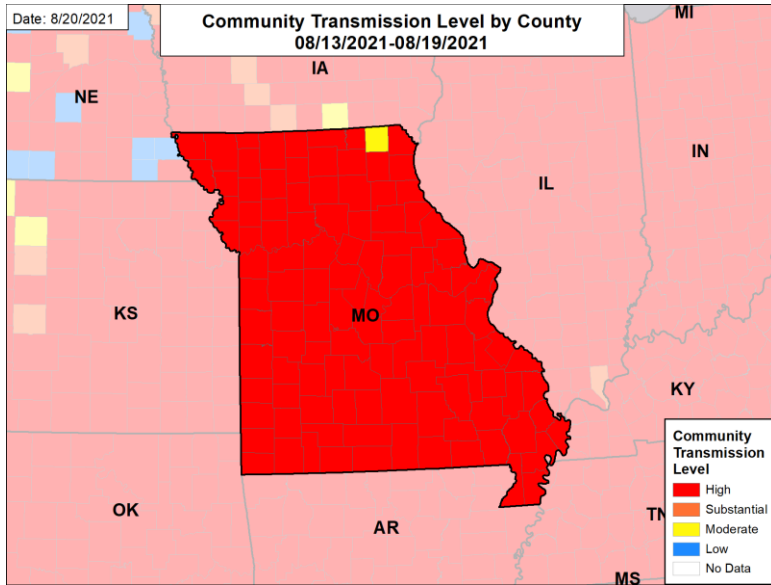 Date: 8/20/2021
Community Transmission Level by County
08/13/2021-08/19/2021
MI
IA
NE
IN
IL
KS
MO
KY
OK
AR
TN
MS
Community
Transmission
Level
High
Substantial
Moderate
Low
No Data